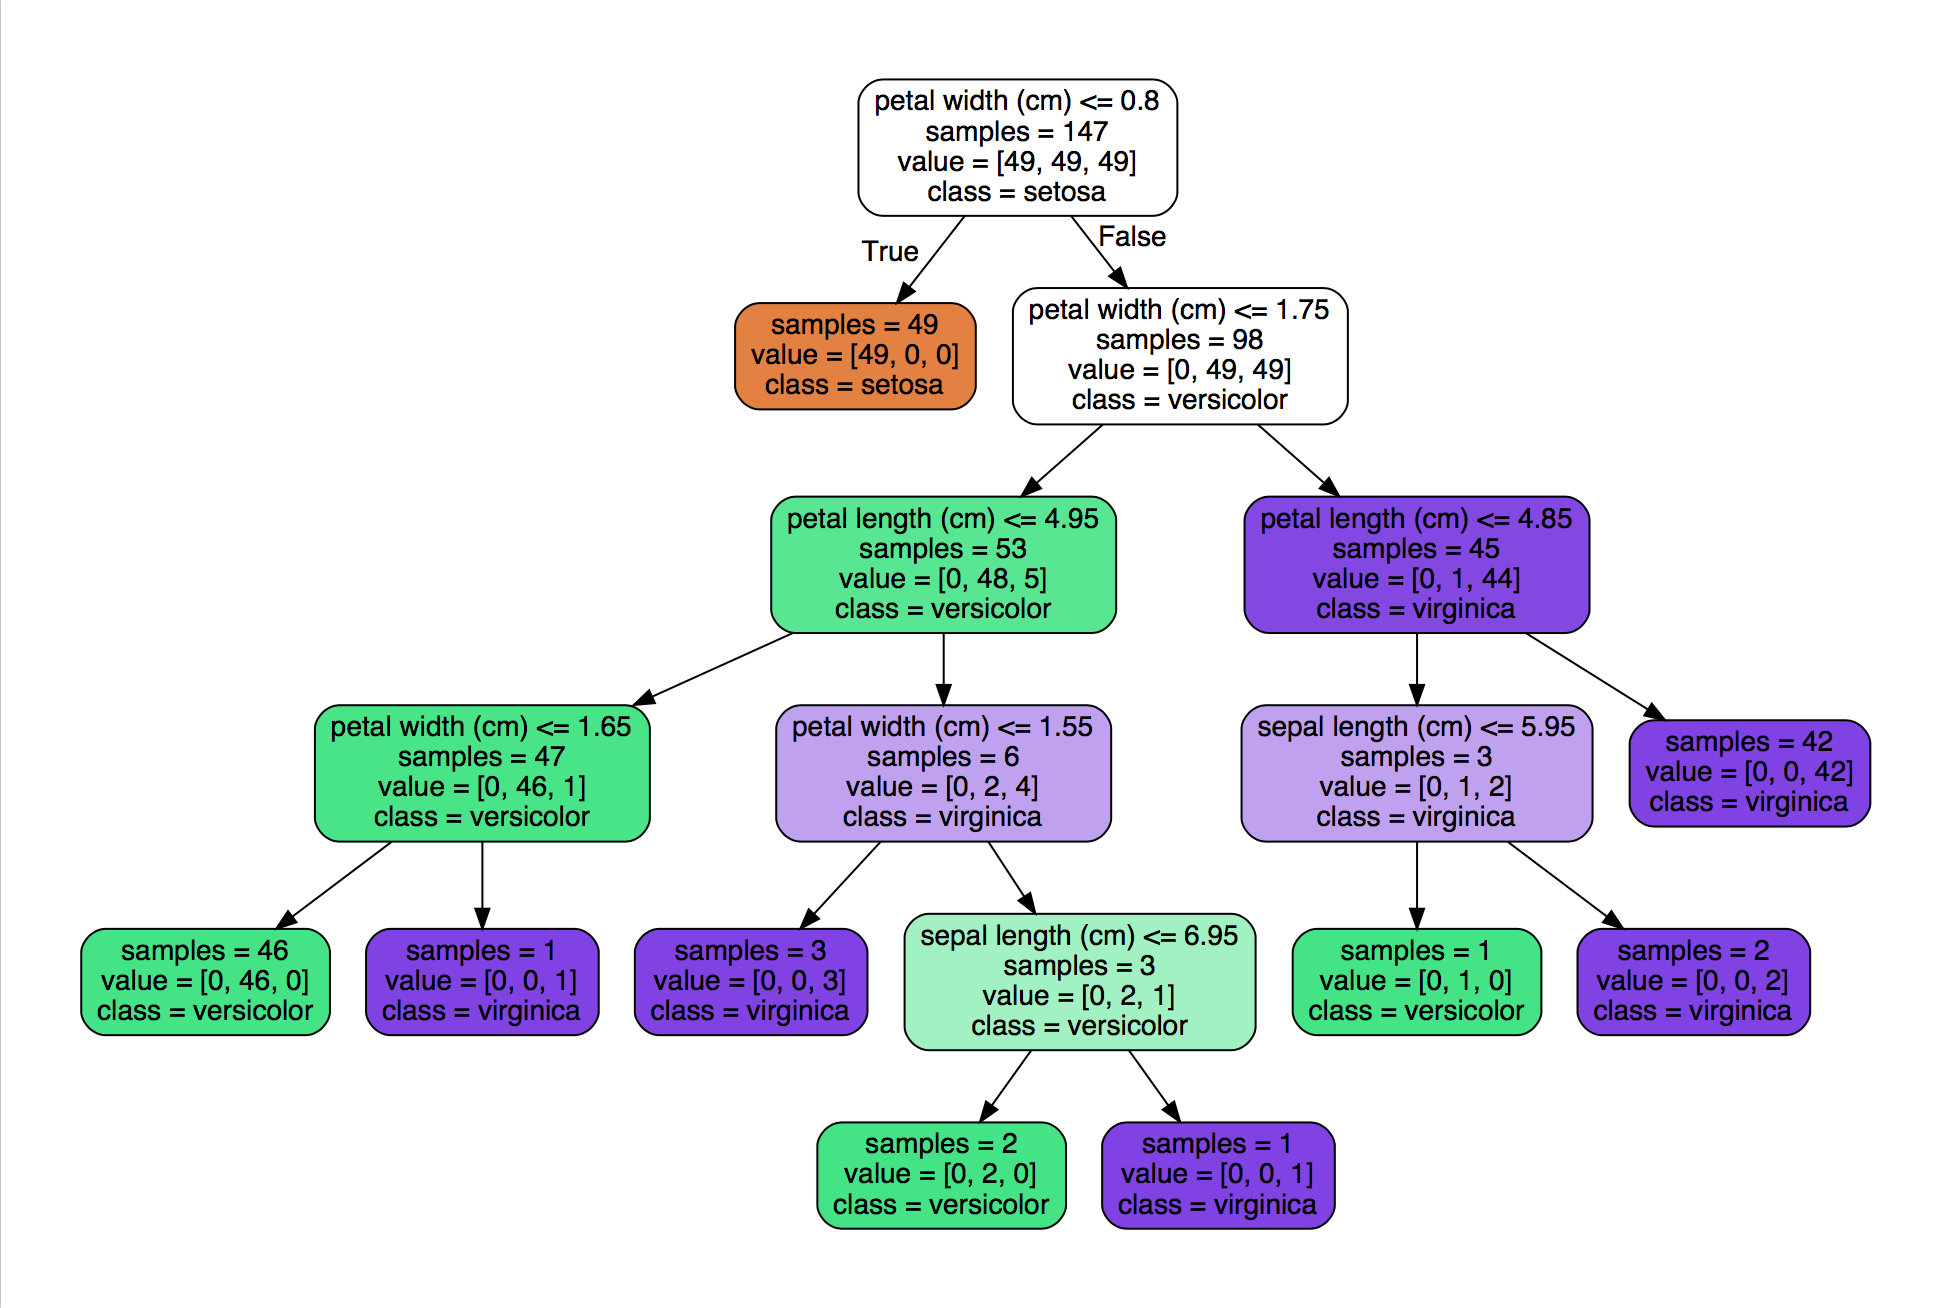 petal width (cm) <= 0.8
samples = 147
value = [49, 49, 49]
class = setosa
True
False
samples = 49
value = [49, 0, 0]
class = setosa
petal width (cm) <= 1.75
samples = 98
value = [0, 49, 49]
class = versicolor
petal length (cm) <= 4.95
samples = 53
value = [0, 48, 5]
class = versicolor
petal length (cm) <= 4.85
samples = 45
value = [0, 1, 44]
class = virginica
petal width (cm) <= 1.65
samples = 47
value = [0, 46, 1]
class = versicolor
petal width (cm) <= 1.55
samples = 6
value = [0, 2, 4]
class = virginica
sepal length (cm) <= 5.95
samples = 3
value = [0, 1, 2]
class = virginica
samples = 42
value = [0, 0, 42]
class = virginica
samples = 46
value = [0, 46, 0]
class = versicolor
samples = 1
value = [0, 0, 1]
class = virginica
samples = 3
value = [0, 0, 3]
class = virginica
sepal length (cm) <= 6.95
samples = 3
value = [0, 2, 1]
class = versicolor
samples = 1
value = [0, 1, 0]
class = versicolor
samples = 2
value = [0, 0, 2]
class = virginica
samples = 2
value = [0, 2, 0]
class = versicolor
samples = 1
value = [0, 0, 1]
class = virginica